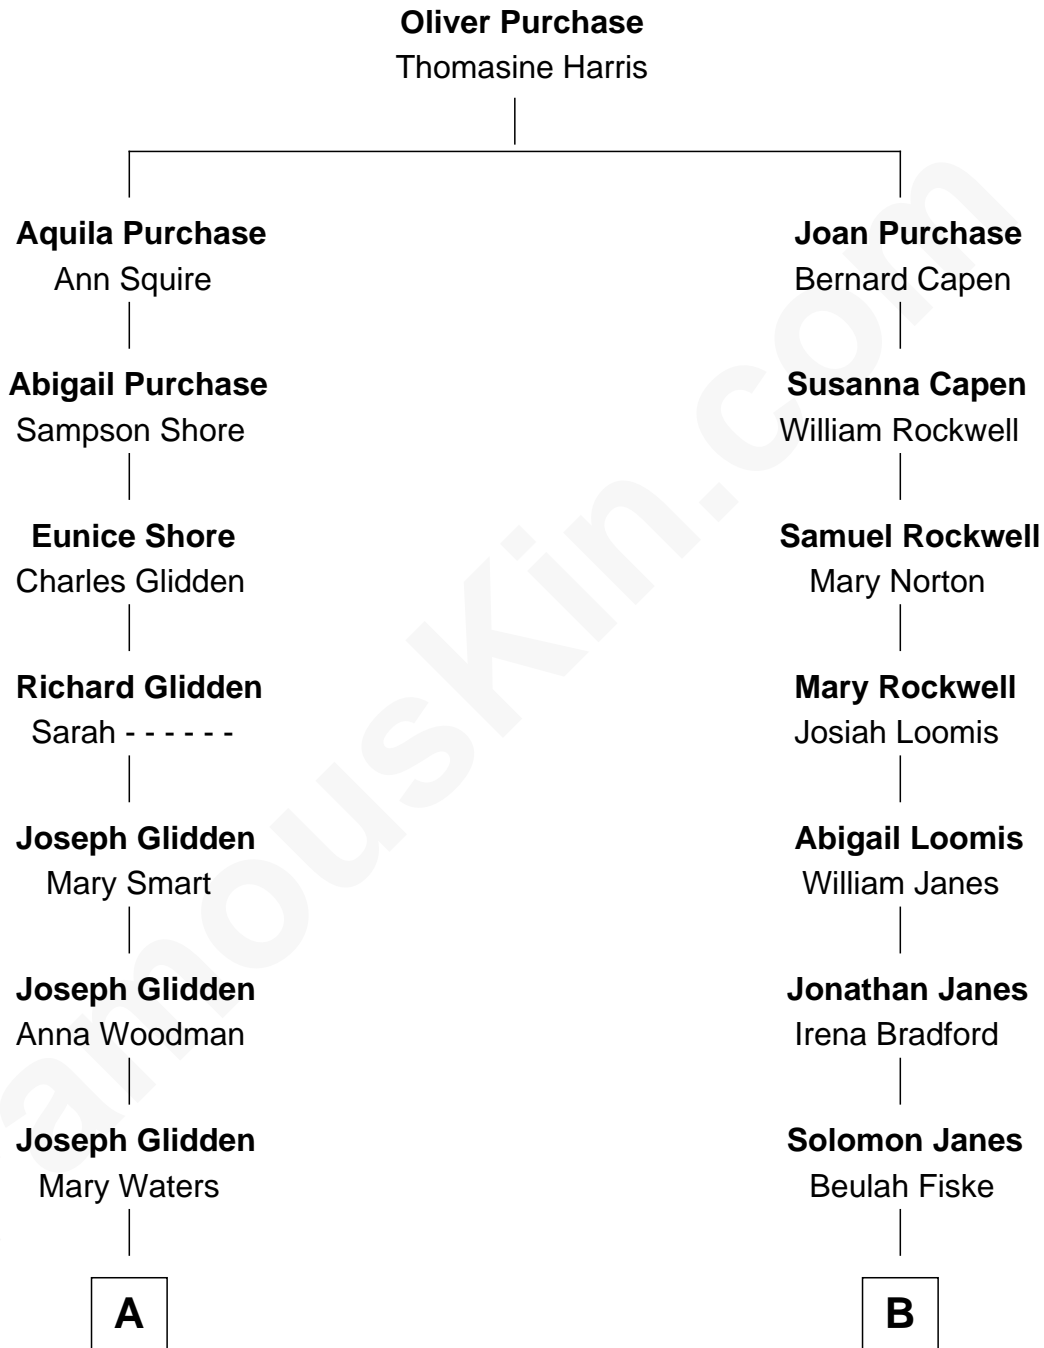 Oliver Purchase
Thomasine Harris
Aquila Purchase
Ann Squire
Abigail Purchase
Sampson Shore
Eunice Shore
Charles Glidden
Richard Glidden
Sarah - - - - - -
Joseph Glidden
Mary Smart
Joseph Glidden
Anna Woodman
Joseph Glidden
Mary Waters
A
Joan Purchase
Bernard Capen
Susanna Capen
William Rockwell
Samuel Rockwell
Mary Norton
Mary Rockwell
Josiah Loomis
Abigail Loomis
William Janes
Jonathan Janes
Irena Bradford
Solomon Janes
Beulah Fiske
B
amouskin.com